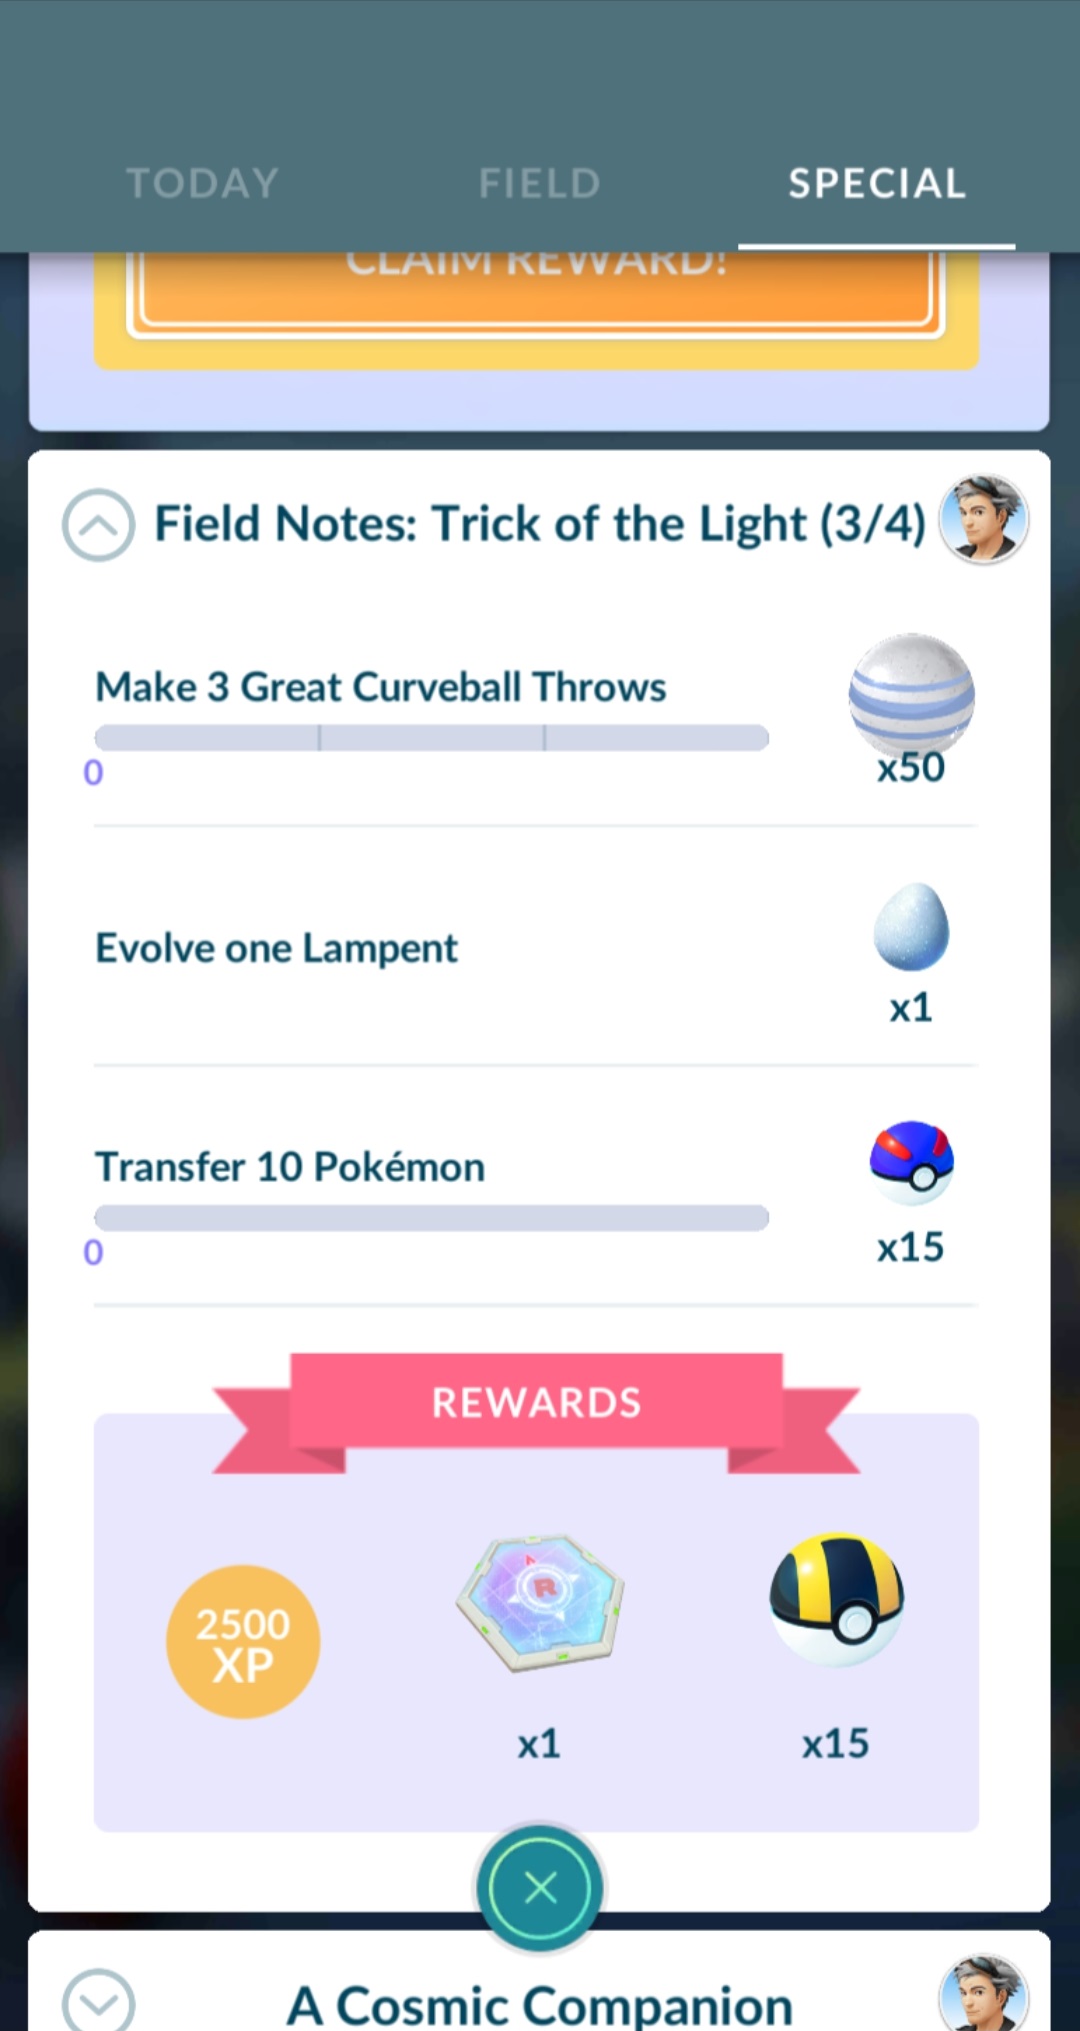 TODAY
FIELD
SPECIAL
CLAIM REWARD!
Field Notes: Trick of the Light (3/4)
Make 3 Great Curveball Throws
0
x50
Evolve one Lampent
x1
Transfer 10 Pokémon
0
x15
REWARDS
2500
XP
R
x1
x15
A Cosmic Companion